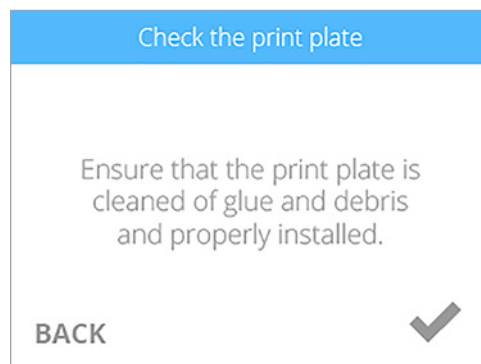 Check the print plate
Ensure that the print plate is
cleaned of glue and debris
and properly installed.
BACK